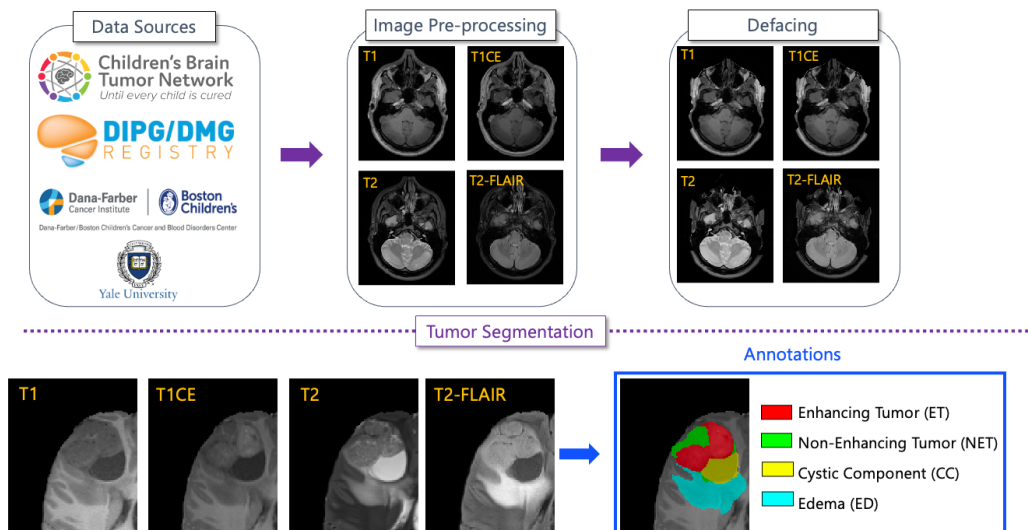 Data Sources
Children's Brain
Tumor Network
Until every child is cured
DIPG/DMG
REGISTRY
Dana-Farber
Cancer Institute
Boston
Children's
Dana-Farber/Boston Children's Cancer and Blood Disorders Center
Yale University
Image Pre-processing
T1
T1CE
T2
T2-FLAIR
Defacing
T1
T1CE
T2
T2-FLAIR
Tumor Segmentation
T1
T1CE
T2
T2-FLAIR
Annotations
Enhancing Tumor (ET)
Non-Enhancing Tumor (NET)
Cystic Component (CC)
Edema (ED)